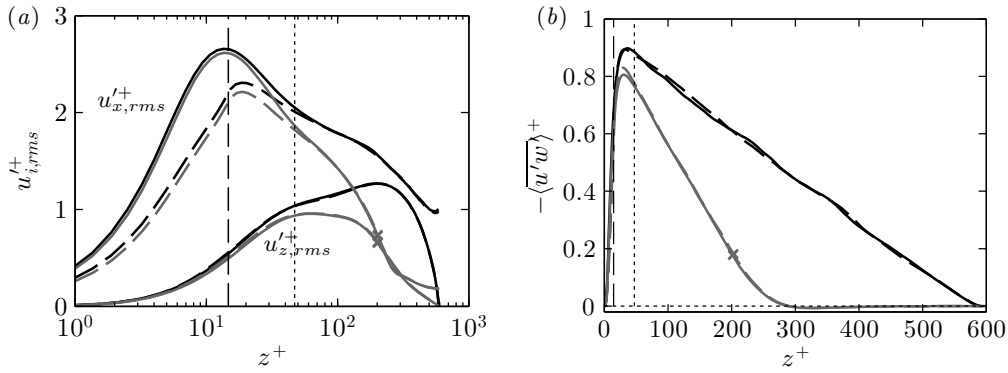 (a)
3
2
1
0
u'^+_{i,rms}
u'^+_{x,rms}
u'^+_{z,rms}
10^0 10^1 10^2 10^3
z^+
(b)
1
0.8
0.6
0.4
0.2
0
-⟨\overline{u'w'}⟩^+
0 100 200 300 400 500 600
z^+